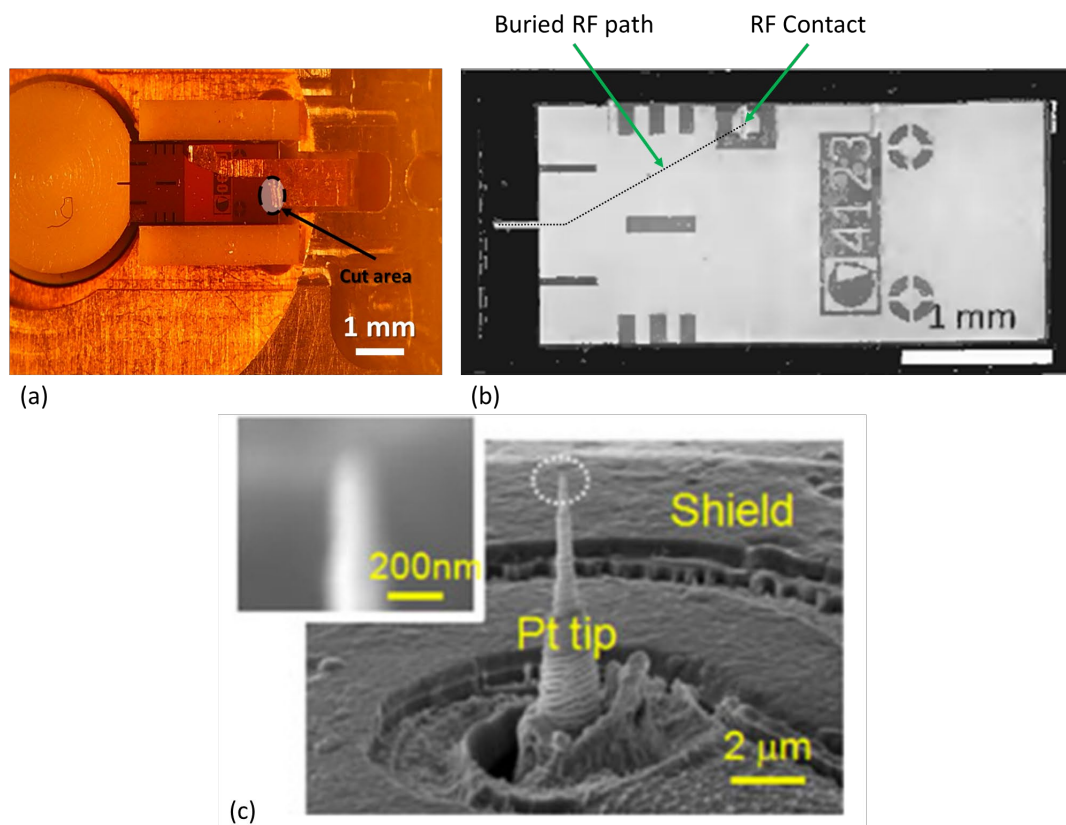 Buried RF path
RF Contact
Cut area
1 mm
(a)
4123
1 mm
(b)
200nm
Shield
Pt tip
2 μm
(c)